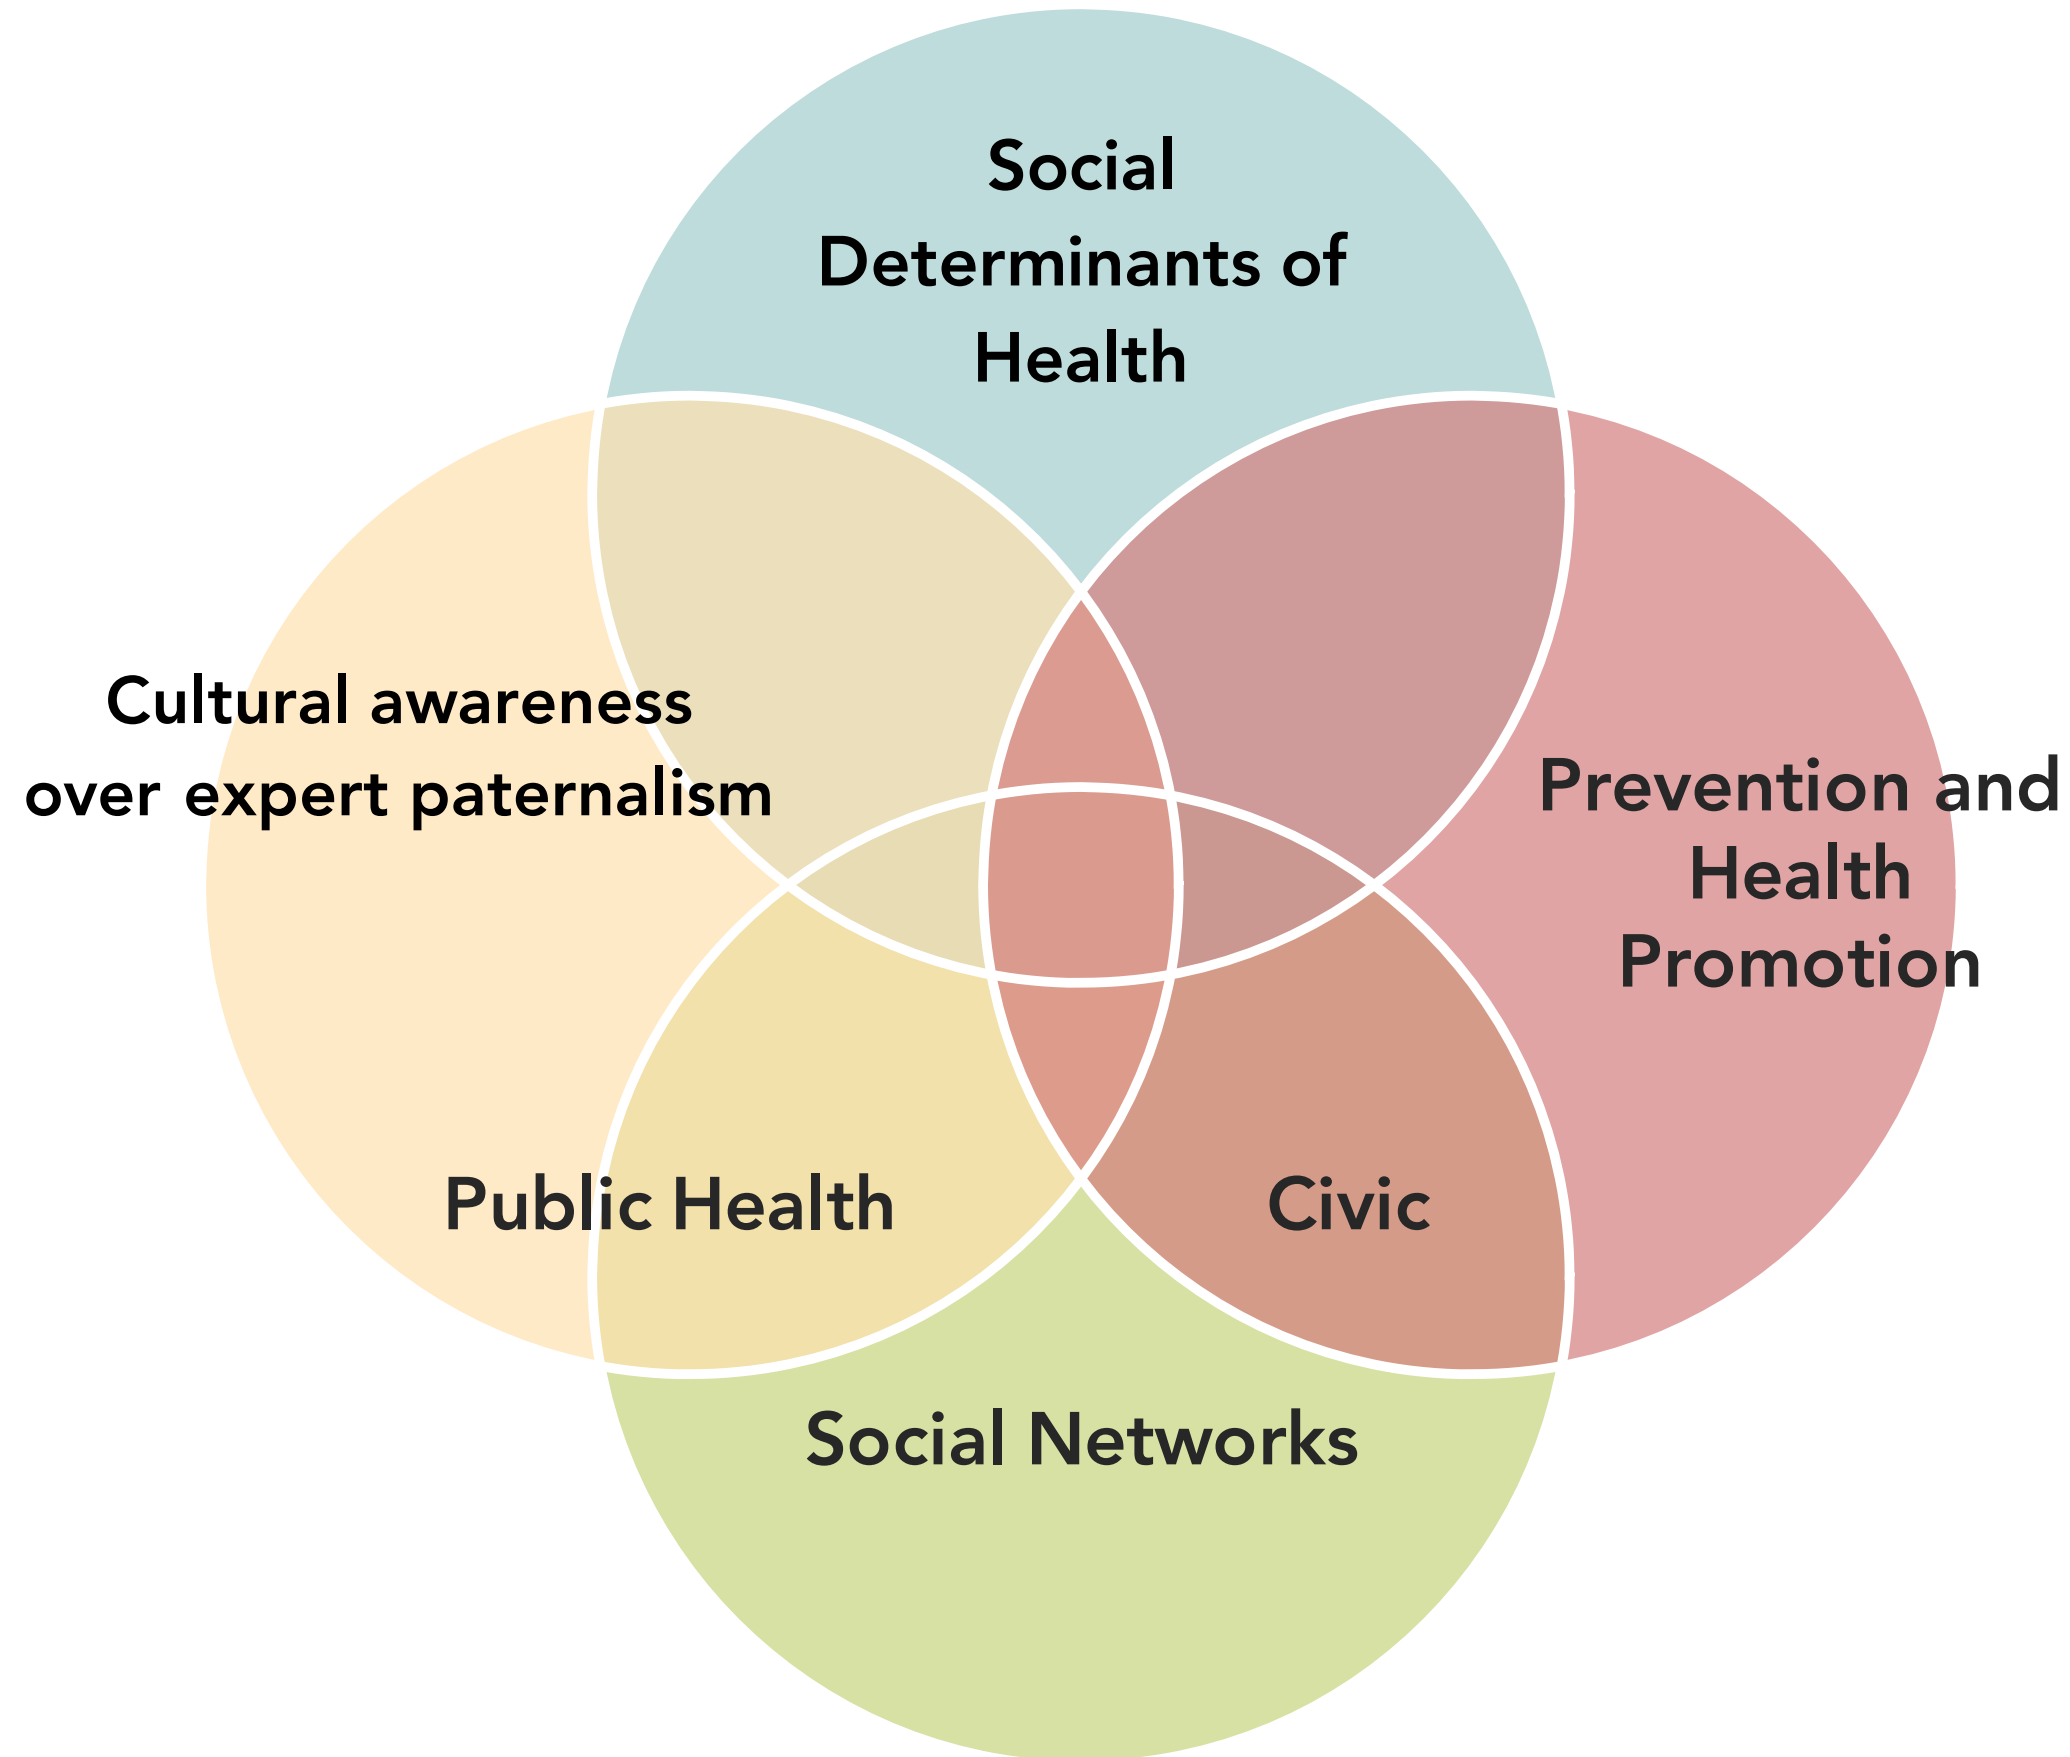 Social
Determinants of
Health
Cultural awareness
over expert paternalism
Prevention and
Health
Promotion
Public Health
Civic
Social Networks